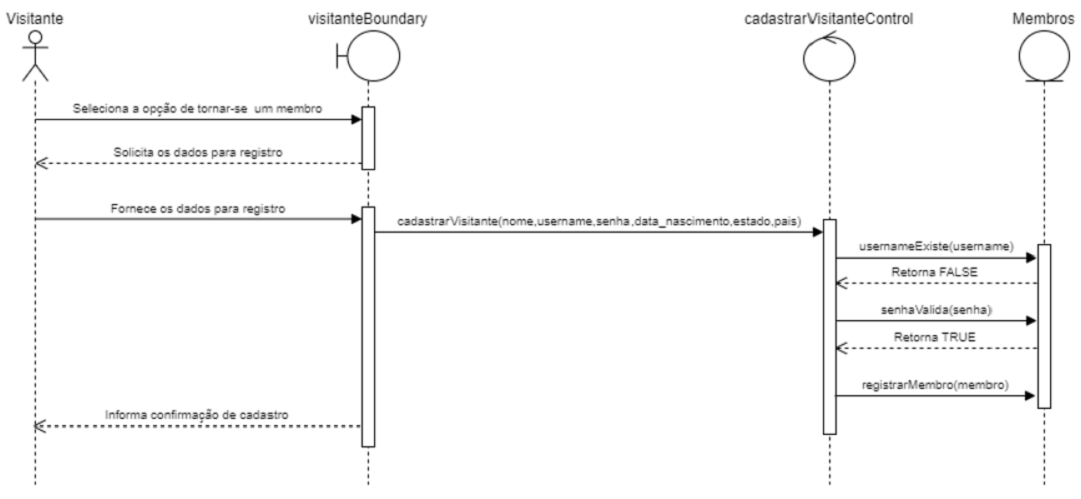 Visitante
visitanteBoundary
cadastrarVisitanteControl
Membros
Seleciona a opção de tornar-se um membro
Solicita os dados para registro
Fornece os dados para registro
cadastrarVisitante(nome,username,senha,data_nascimento,estado,pais)
usernameExiste(username)
Retorna FALSE
senhaValida(senha)
Retorna TRUE
registrarMembro(membro)
Informa confirmação de cadastro